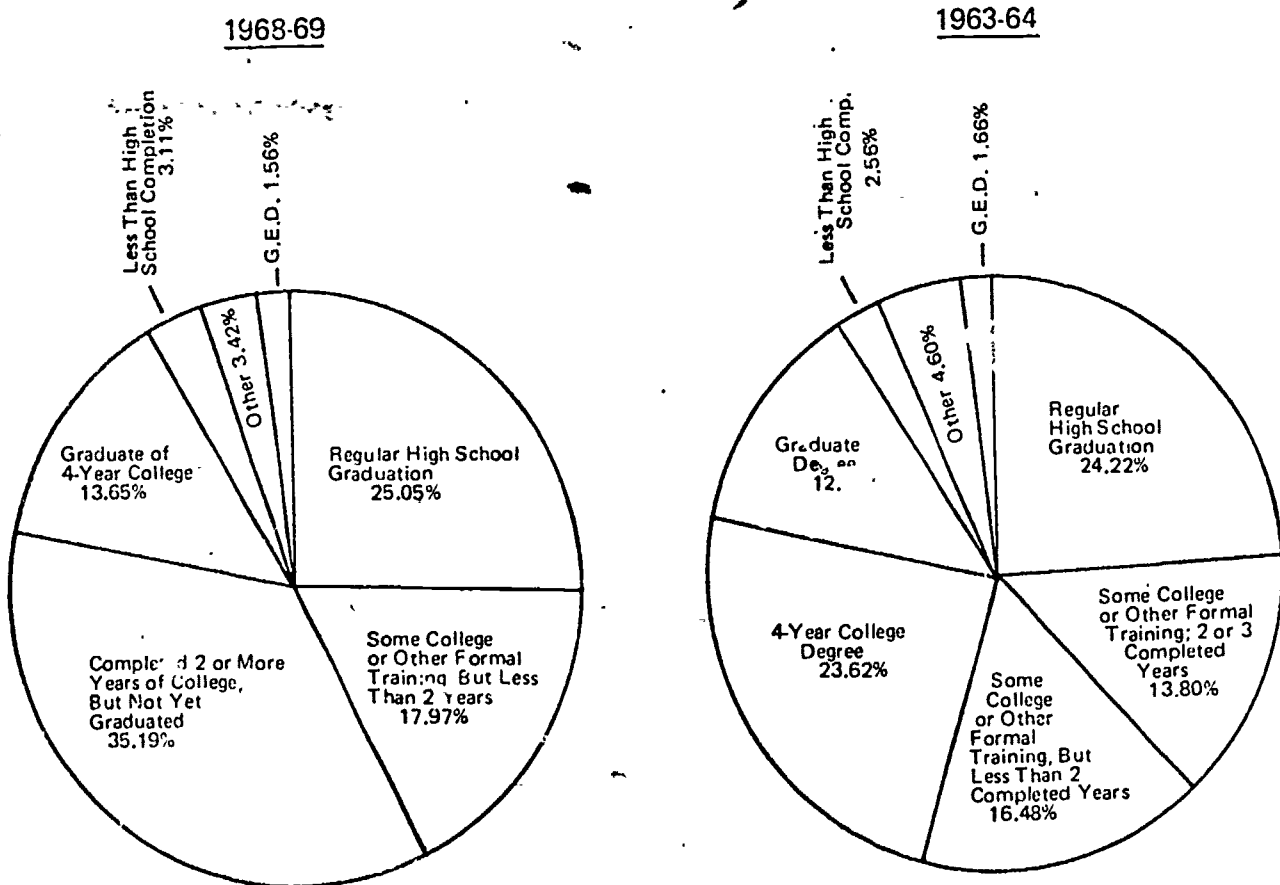 1968-69
Less Than High
School Completion
3.11%
G.E.D. 1.56%
Other 3.42%
Regular High School
Graduation
25.05%
Graduate of
4-Year College
13.65%
Some College
or Other Formal
Training But Less
Than 2 Years
17.97%
2 or More
Years of College,
But Not Yet
Graduated
35.19%
1963-64
Less Than High
School Comp.
2.56%
G.E.D. 1.66%
Other 4.60%
Regular
High School
Graduation
24.22%
Graduate
12.
Some College
or Other Formal
Training; 2 or 3
Completed
Years
13.80%
4-Year College
Degree
23.62%
Some
College
or Other
Formal
Training, But
Less Than 2
Completed Years
16.48%